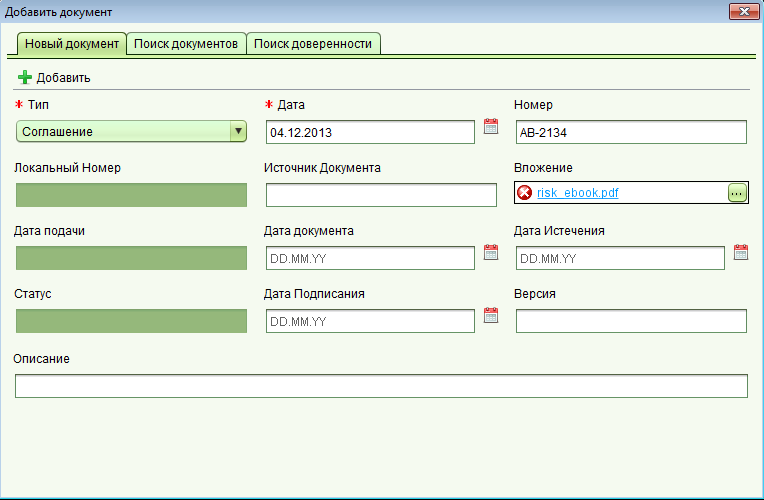 Добавить документ
Новый документ Поиск документов Поиск доверенности
Добавить
* Тип * Дата Номер
Соглашение 04.12.2013 AB-2134
Локальный Номер Источник Документа Вложение
risk_ebook.pdf ...
Дата подачи Дата документа Дата Истечения
DD.MM.YY DD.MM.YY
Статус Дата Подписания Версия
DD.MM.YY
Описание